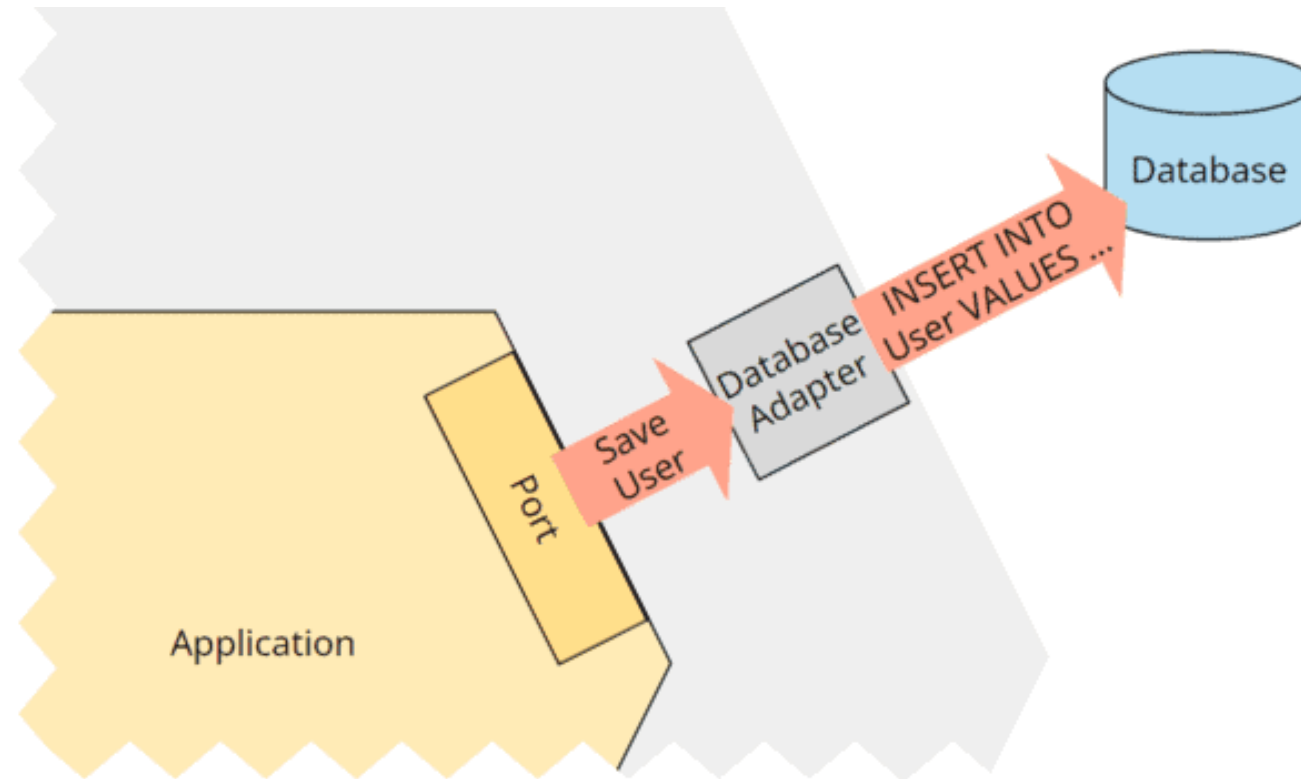 Database
INSERT INTO
User VALUES ...
Database
Adapter
Save
User
Port
Application